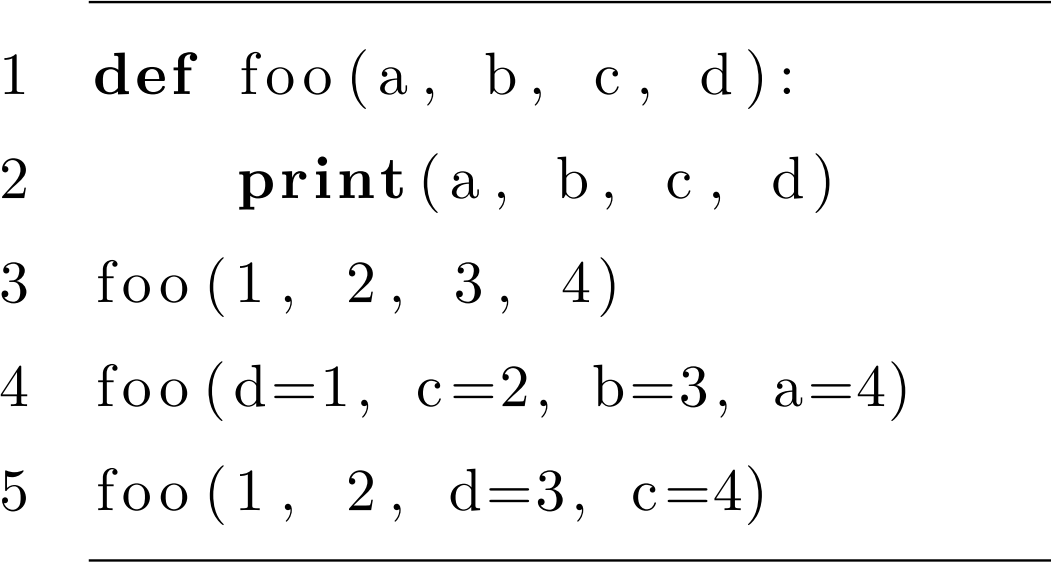 1 def foo(a, b, c, d):
2     print(a, b, c, d)
3 foo(1, 2, 3, 4)
4 foo(d=1, c=2, b=3, a=4)
5 foo(1, 2, d=3, c=4)